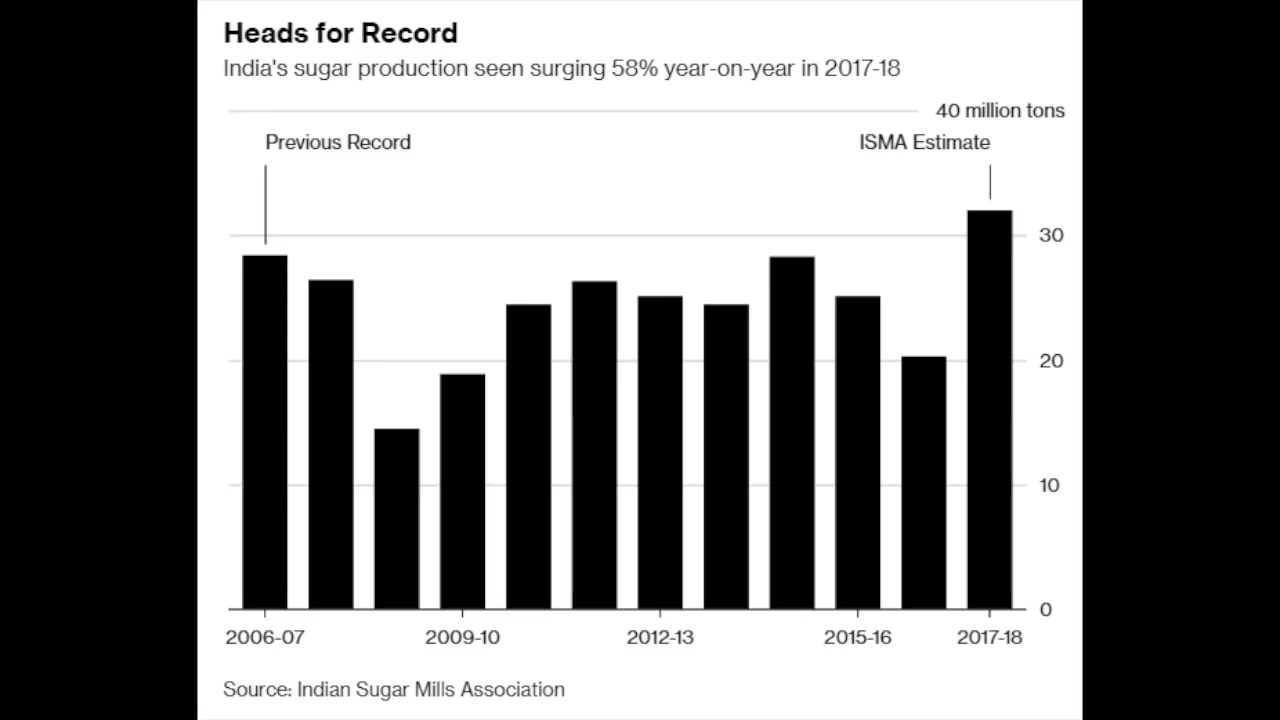 Heads for Record
India's sugar production seen surging 58% year-on-year in 2017-18
40 million tons
Previous Record
ISMA Estimate
30
20
10
0
2006-07
2009-10
2012-13
2015-16
2017-18
Source: Indian Sugar Mills Association